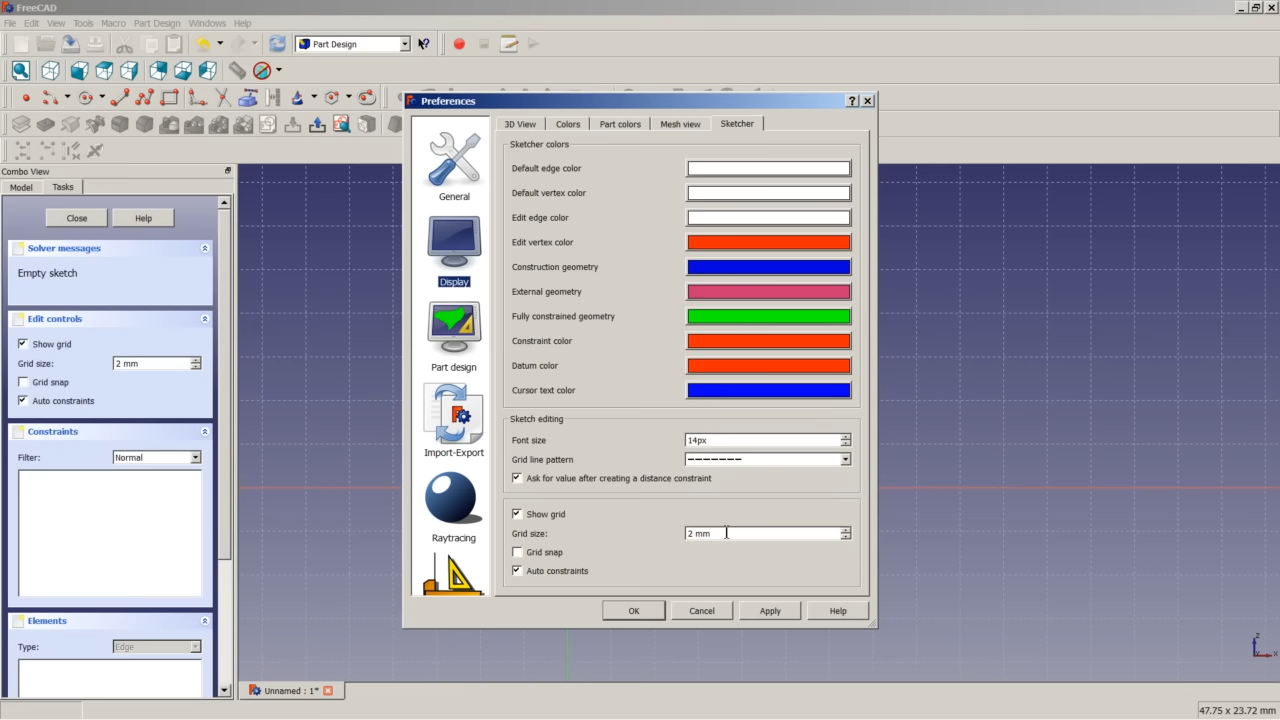 FreeCAD
File Edit View Tools Macro Part Design Windows Help
Part Design
Preferences
3D View Colors Part colors Mesh view Sketcher
Combo View
Model Tasks
Close Help
Solver messages
Empty sketch
Edit controls
Show grid
Grid size: 2 mm
Grid snap
Auto constraints
Constraints
Filter: Normal
Elements
Type: Edge
General
Display
Part design
Import-Export
Raytracing
Sketcher colors
Default edge color
Default vertex color
Edit edge color
Edit vertex color
Construction geometry
External geometry
Fully constrained geometry
Constraint color
Datum color
Cursor text color
Sketch editing
Font size 14px
Grid line pattern
Ask for value after creating a distance constraint
Show grid
Grid size: 2 mm
Grid snap
Auto constraints
OK Cancel Apply Help
Unnamed : 1*
47.75 x 23.72 mm